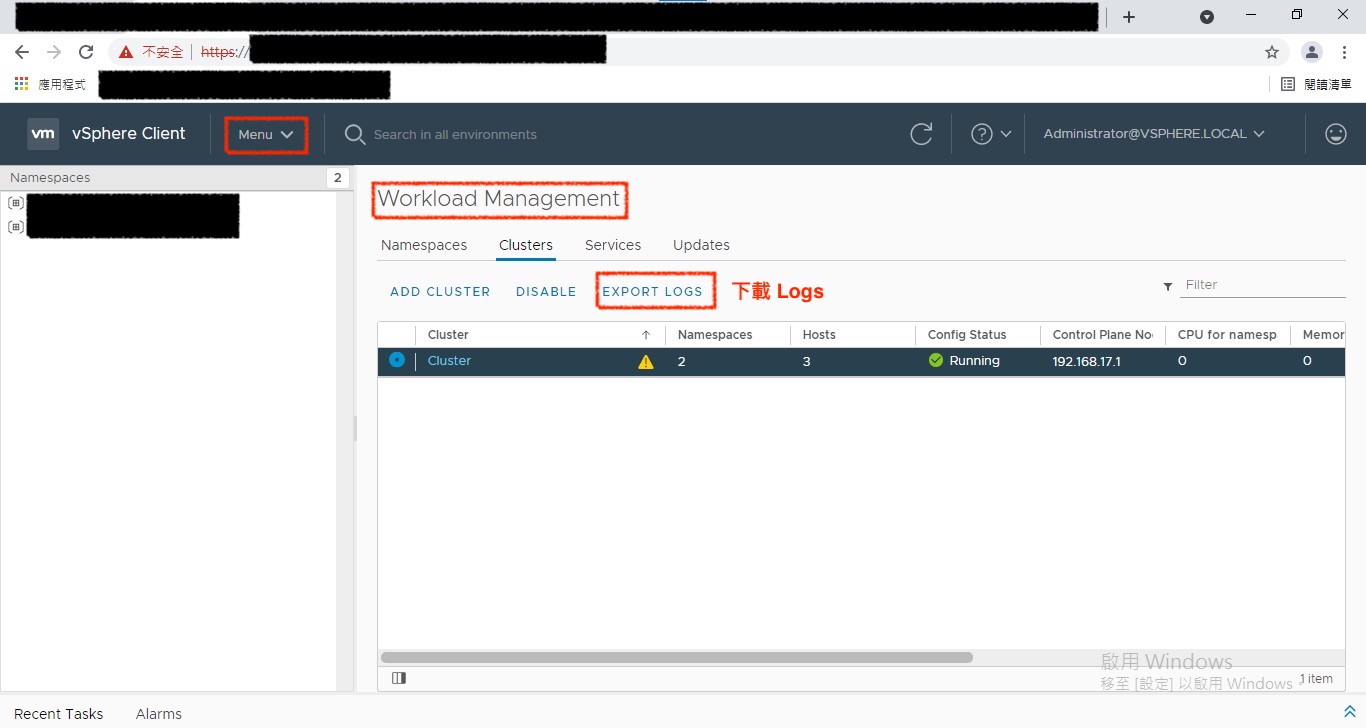 不安全 https://
應用程式 閱讀清單
vm vSphere Client Menu Search in all environments ? Administrator@VSPHERE.LOCAL
Namespaces 2
Workload Management
Namespaces Clusters Services Updates
ADD CLUSTER DISABLE EXPORT LOGS 下載 Logs Filter
Cluster Namespaces Hosts Config Status Control Plane No CPU for namesp Memor
Cluster 2 3 Running 192.168.17.1 0 0
啟用 Windows
移至 [設定] 以啟用 Windows。
1 item
Recent Tasks Alarms